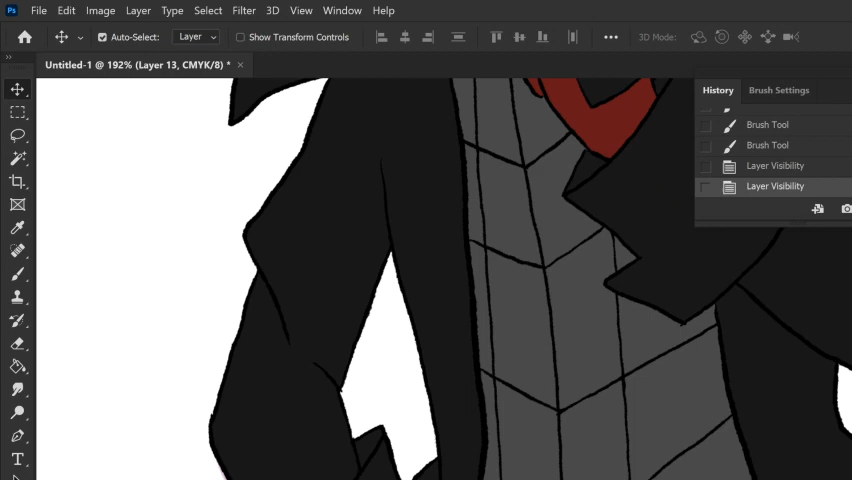 Ps File Edit Image Layer Type Select Filter 3D View Window Help
Auto-Select: Layer Show Transform Controls 3D Mode:
Untitled-1 @ 192% (Layer 13, CMYK/8) * ×
History Brush Settings
Brush Tool
Brush Tool
Layer Visibility
Layer Visibility